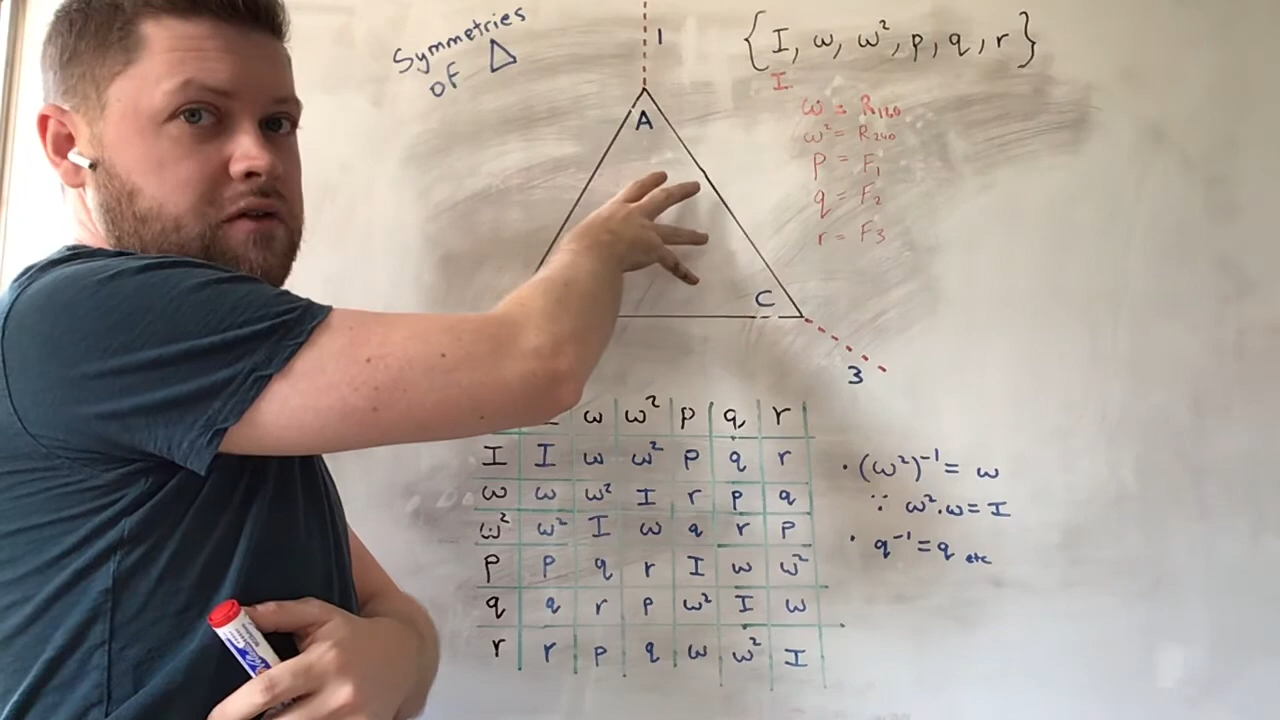 Symmetries
of △
1
{I, ω, ω², p, q, r}
I
ω = R₁₂₀
ω² = R₂₄₀
p = F₁
q = F₂
r = F₃
A
C
3
ω ω² p q r
I I ω ω² p q r
ω ω ω² I r p q
ω² ω² I ω q r p
p p q r I ω ω²
q q r p ω² I ω
r r p q ω ω² I
· (ω²)⁻¹ = ω
∵ ω².ω = I
· q⁻¹ = q etc